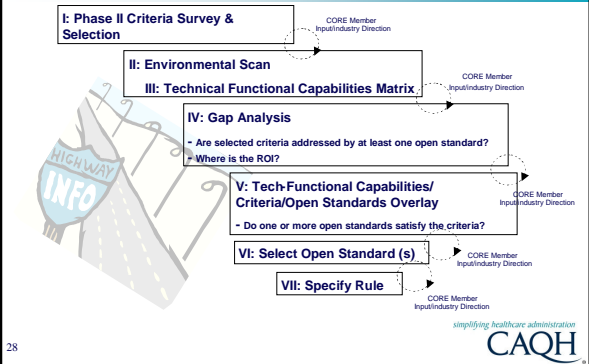 I: Phase II Criteria Survey &
Selection
CORE Member
Input/industry Direction
II: Environmental Scan
III: Technical Functional Capabilities Matrix
CORE Member
Input/industry Direction
IV: Gap Analysis
- Are selected criteria addressed by at least one open standard?
- Where is the ROI?
HIGHWAY
INFO
V: Tech-Functional Capabilities/
Criteria/Open Standards Overlay
- Do one or more open standards satisfy the criteria?
CORE Member
Input/industry Direction
VI: Select Open Standard (s)
CORE Member
Input/industry Direction
VII: Specify Rule
CORE Member
Input/industry Direction
simplifying healthcare administration
CAQH
28